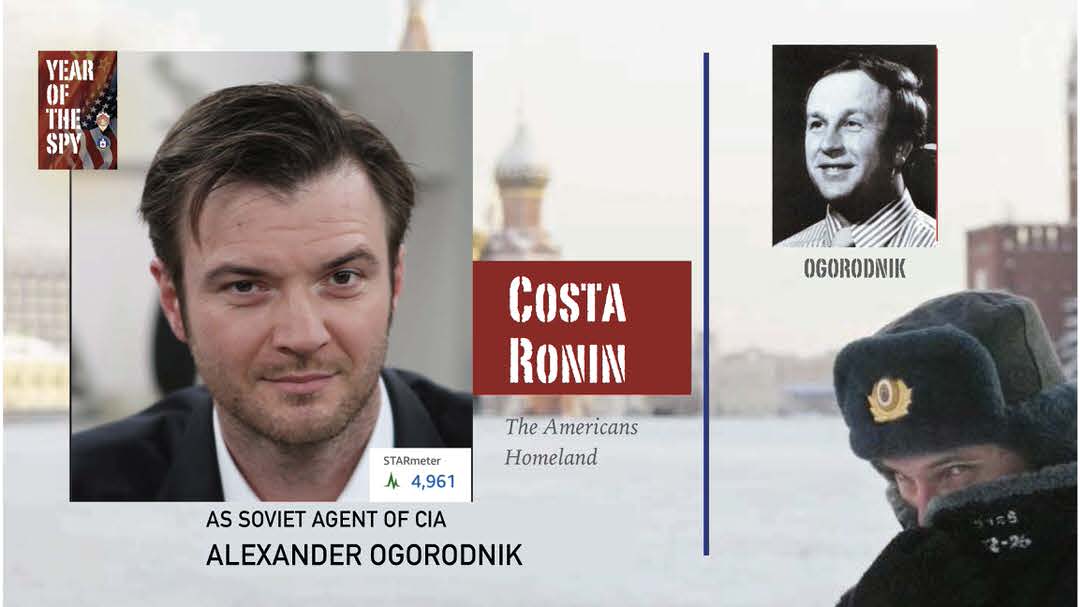 YEAR
OF
THE
SPY
COSTA
RONIN
The Americans
Homeland
STARmeter
4,961
AS SOVIET AGENT OF CIA
ALEXANDER OGORODNIK
OGORODNIK